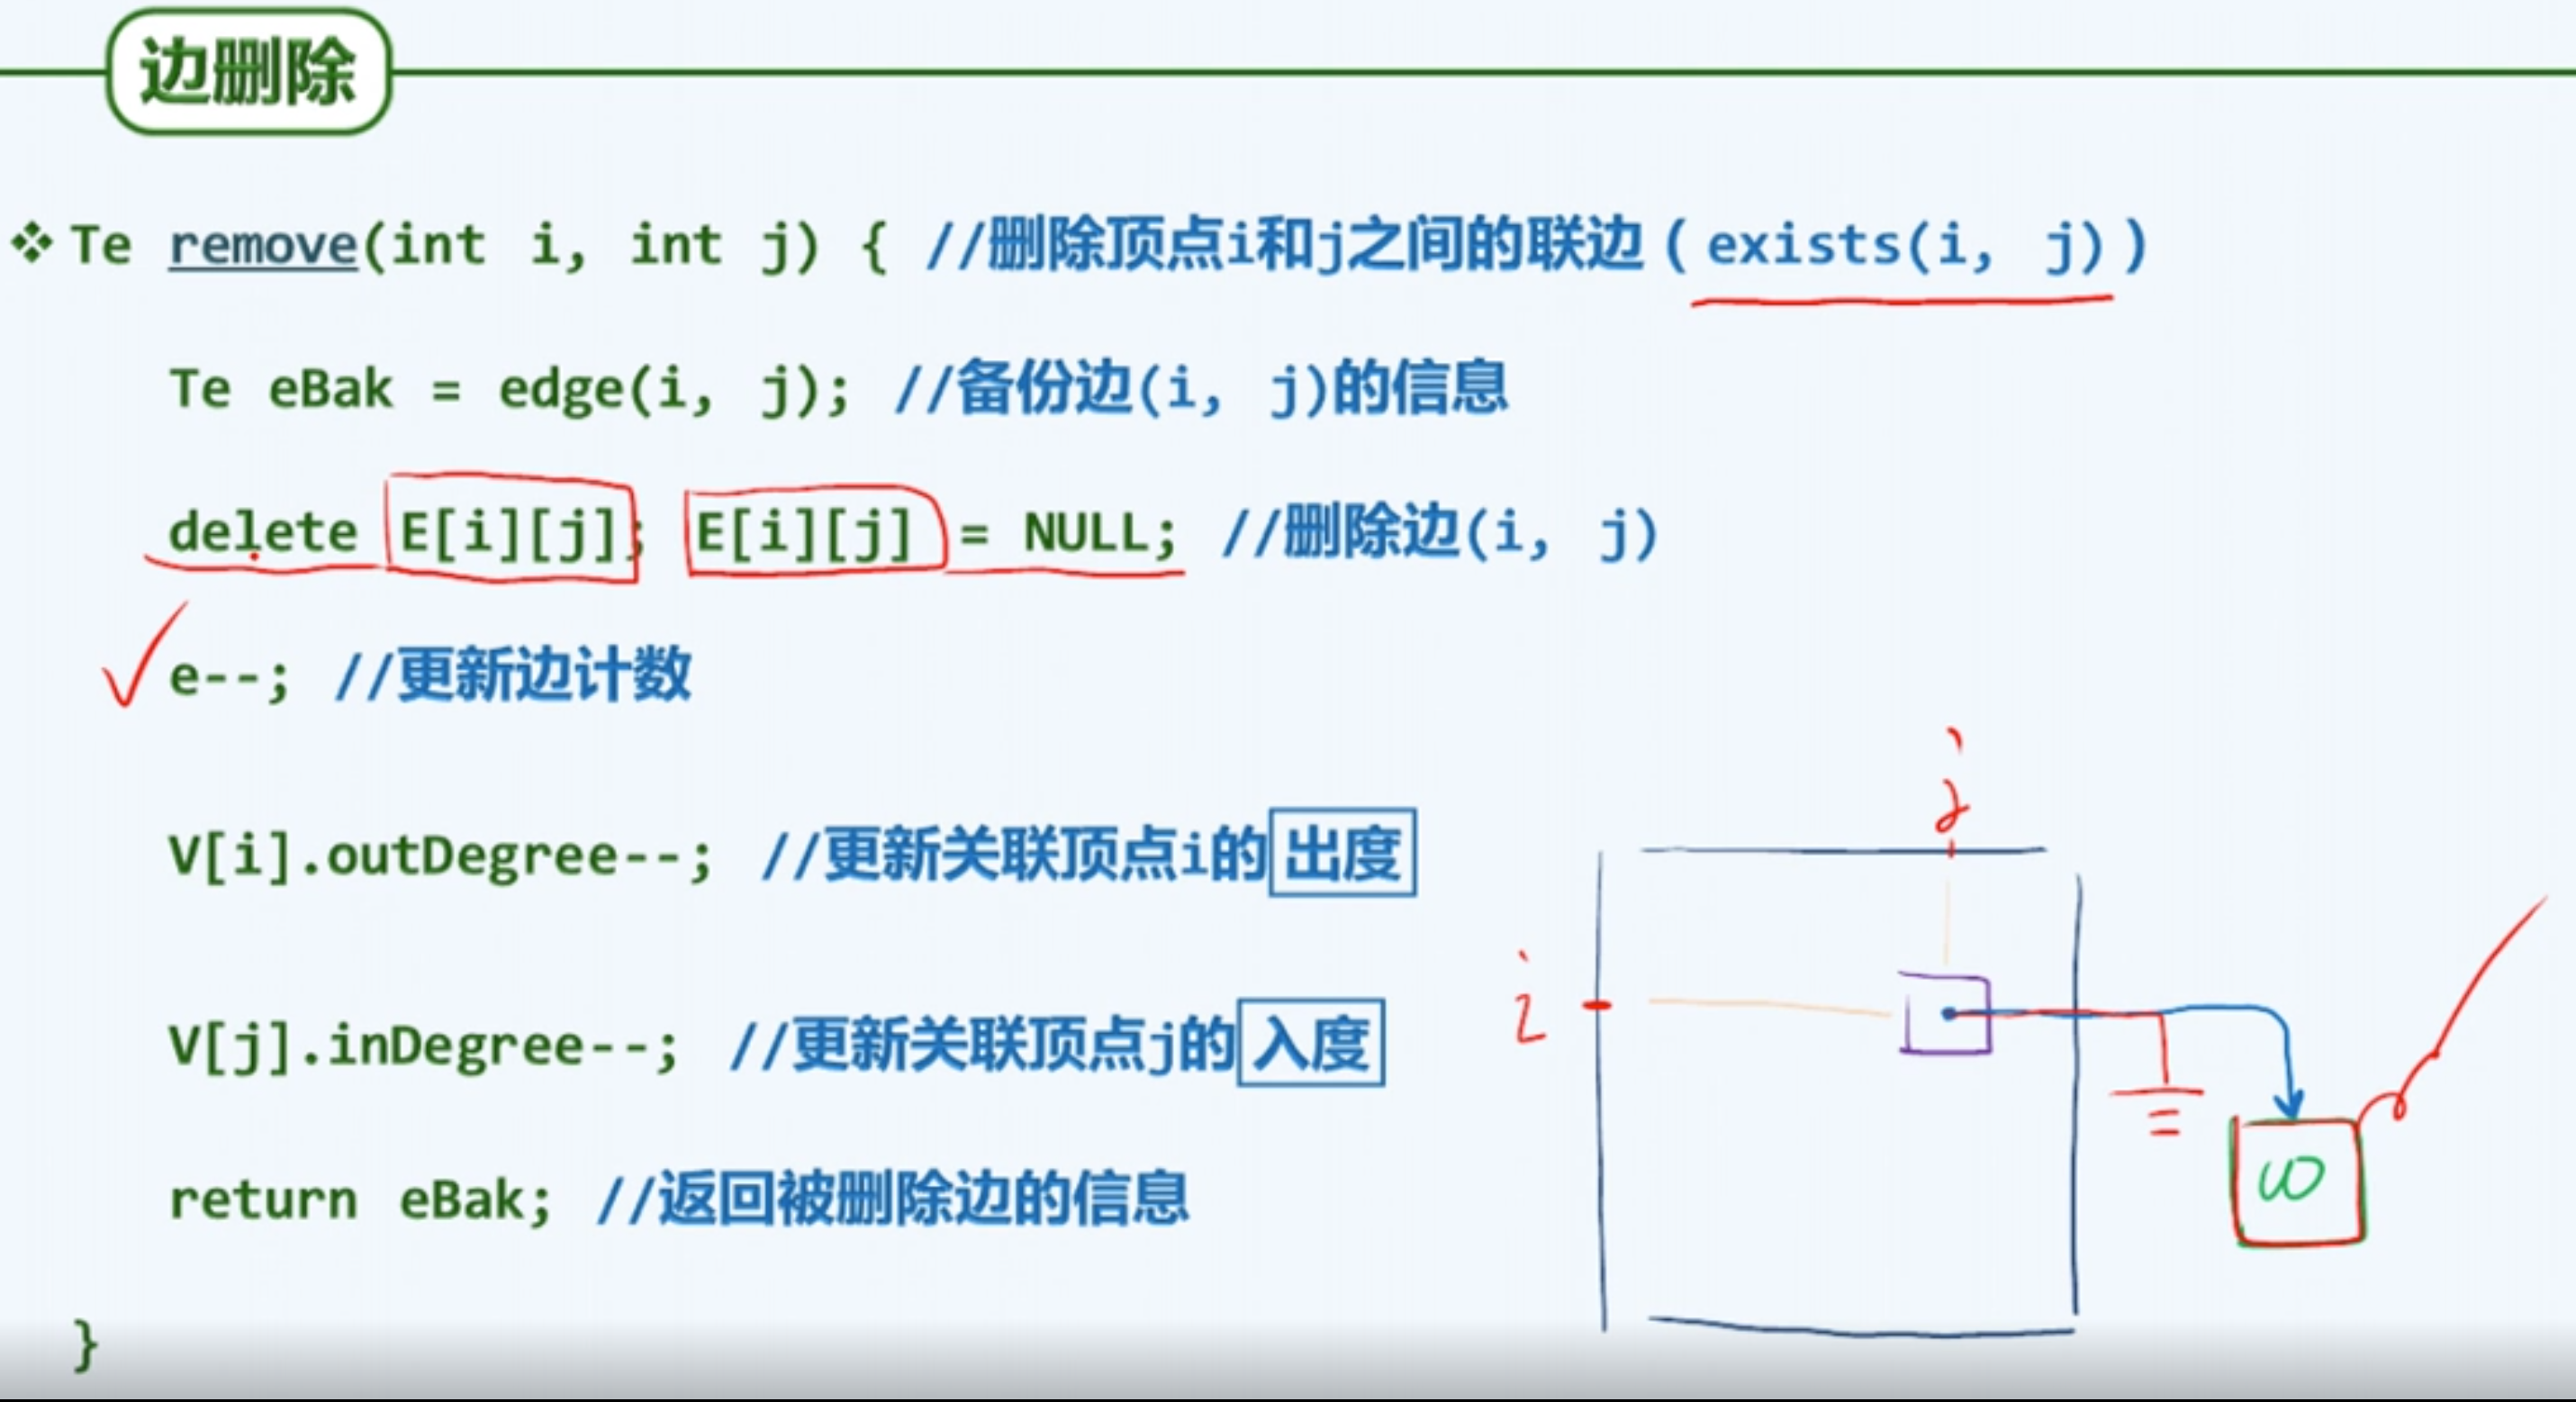 边删除
❖ Te remove(int i, int j) { //删除顶点i和j之间的联边(exists(i, j))
Te eBak = edge(i, j); //备份边(i, j)的信息
delete E[i][j]; E[i][j] = NULL; //删除边(i, j)
e--; //更新边计数
V[i].outDegree--; //更新关联顶点i的出度
j
V[j].inDegree--; //更新关联顶点j的入度
i
return eBak; //返回被删除边的信息
}